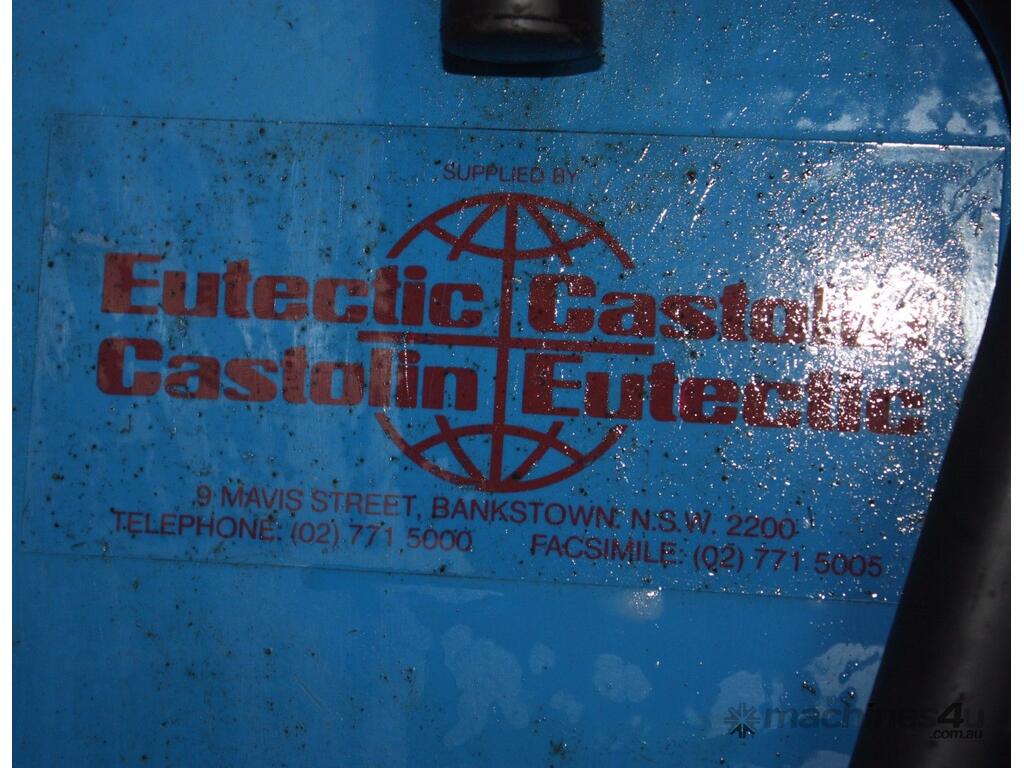 SUPPLIED BY
Eutectic Castolin
Castolin Eutectic
9 MAVIS STREET, BANKSTOWN. N.S.W. 2200
TELEPHONE: (02) 771 5000 FACSIMILE: (02) 771 5005
machines4u
.com.au